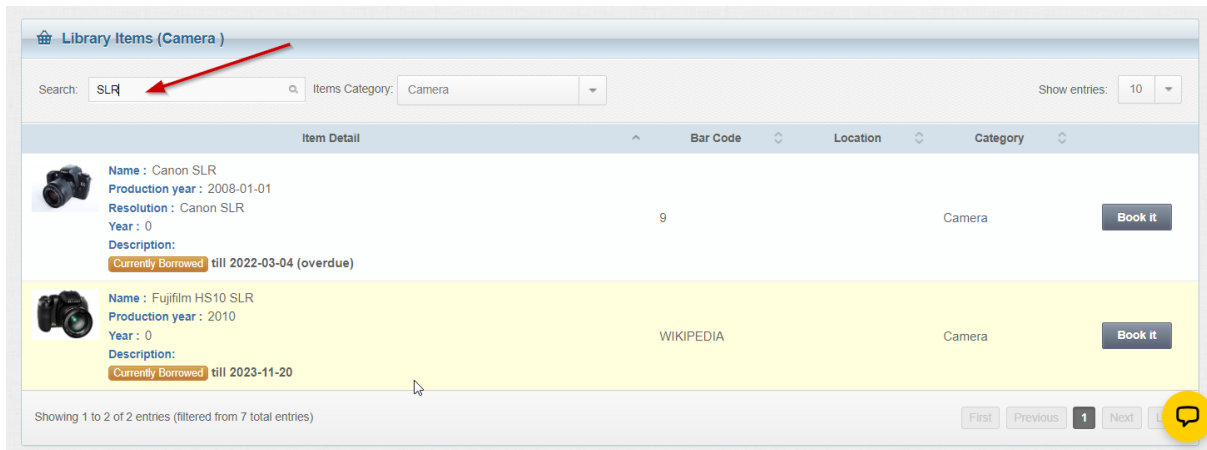 Library Items (Camera )
Search: SLR Items Category: Camera Show entries: 10
Item Detail Bar Code Location Category
Name : Canon SLR
Production year : 2008-01-01
Resolution : Canon SLR
Year : 0
Description:
Currently Borrowed till 2022-03-04 (overdue)
9 Camera Book it
Name : Fujifilm HS10 SLR
Production year : 2010
Year : 0
Description:
Currently Borrowed till 2023-11-20
WIKIPEDIA Camera Book it
Showing 1 to 2 of 2 entries (filtered from 7 total entries) First Previous 1 Next